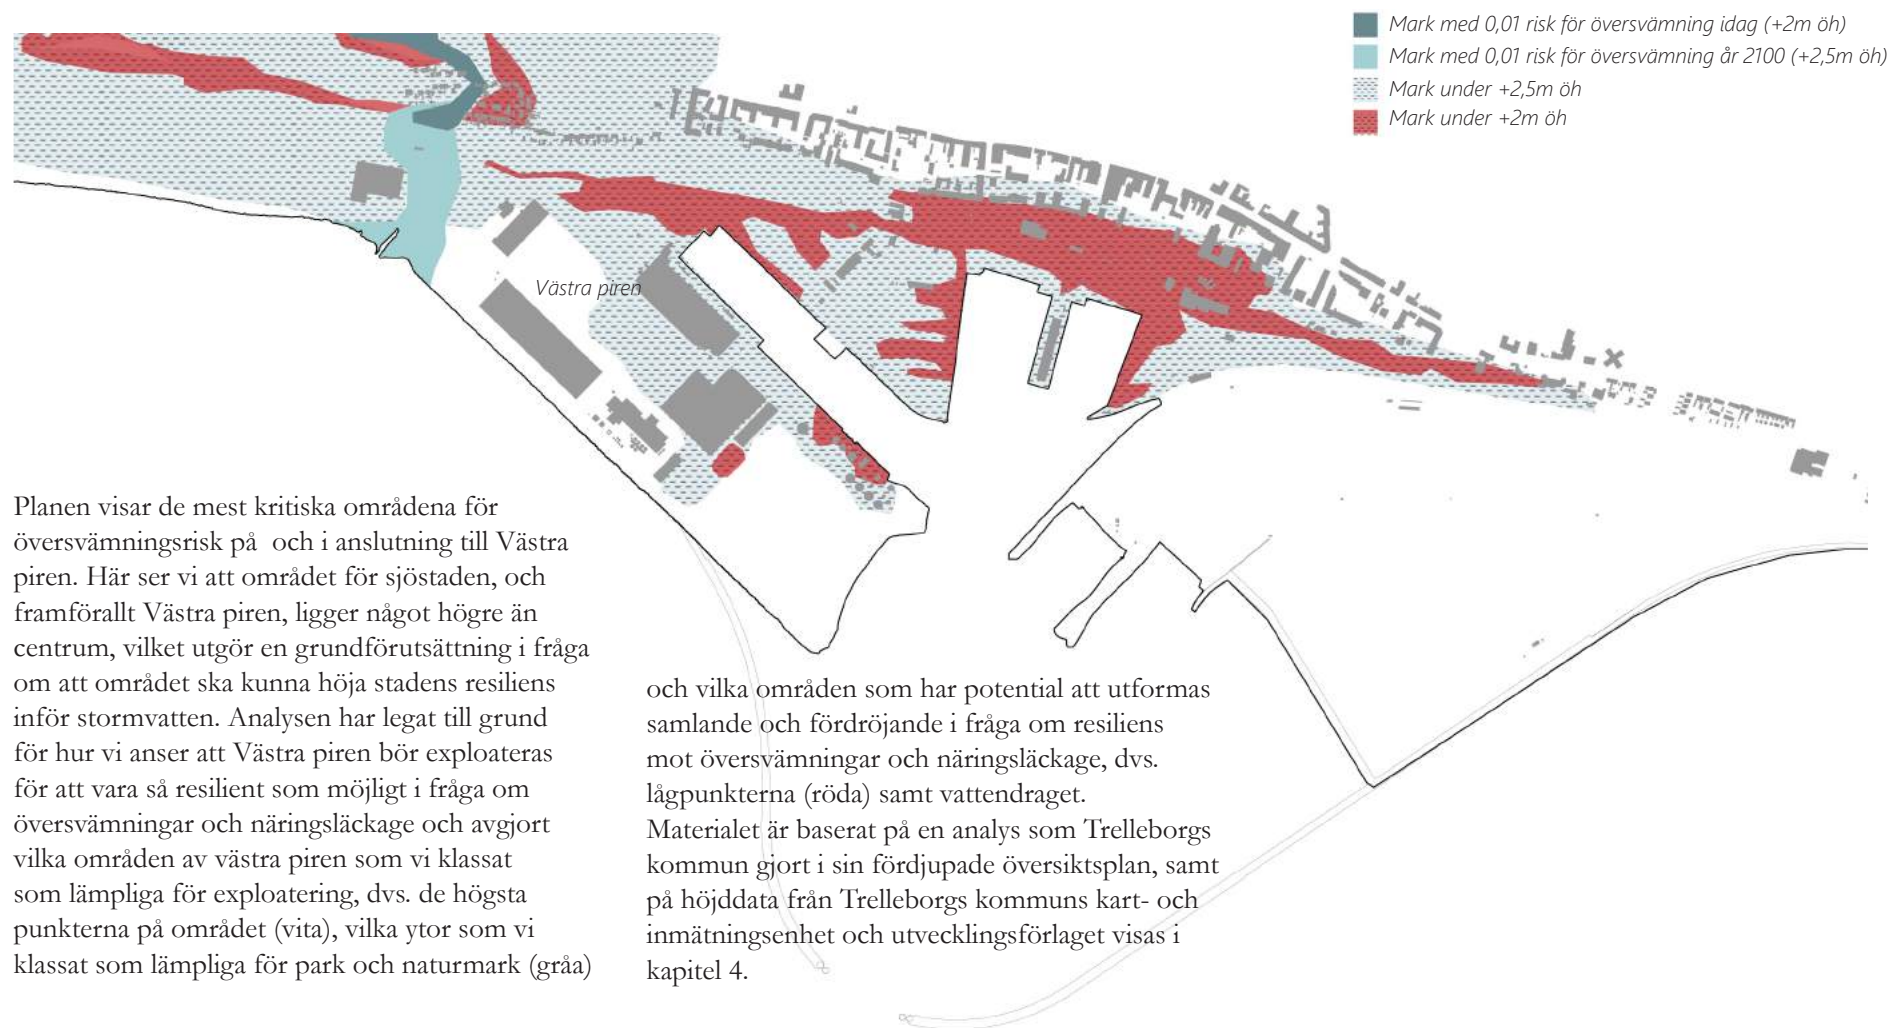 Mark med 0,01 risk för översvämning idag (+2m öh)
Mark med 0,01 risk för översvämning år 2100 (+2,5m öh)
Mark under +2,5m öh
Mark under +2m öh
Västra piren
Planen visar de mest kritiska områdena för
översvämningsrisk på och i anslutning till Västra
piren. Här ser vi att området för sjöstaden, och
framförallt Västra piren, ligger något högre än
centrum, vilket utgör en grundförutsättning i fråga
om att området ska kunna höja stadens resiliens
inför stormvatten. Analysen har legat till grund
för hur vi anser att Västra piren bör exploateras
för att vara så resilient som möjligt i fråga om
översvämningar och näringsläckage och avgjort
vilka områden av västra piren som vi klassat
som lämpliga för exploatering, dvs. de högsta
punkterna på området (vita), vilka ytor som vi
klassat som lämpliga för park och naturmark (gråa)
och vilka områden som har potential att utformas
samlande och fördröjande i fråga om resiliens
mot översvämningar och näringsläckage, dvs.
lågpunkterna (röda) samt vattendraget.
Materialet är baserat på en analys som Trelleborgs
kommun gjort i sin fördjupade översiktsplan, samt
på höjddata från Trelleborgs kommuns kart- och
inmätningsenhet och utvecklingsförlaget visas i
kapitel 4.